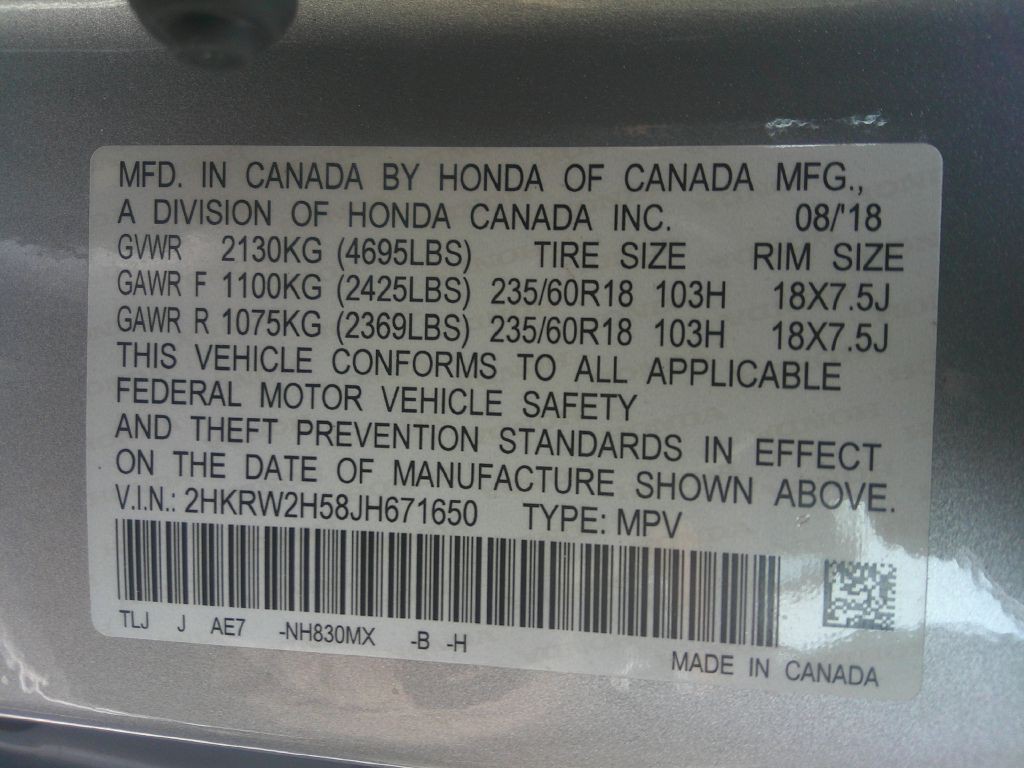 MFD. IN CANADA BY HONDA OF CANADA MFG.,
A DIVISION OF HONDA CANADA INC. 08/'18
GVWR 2130KG (4695LBS) TIRE SIZE RIM SIZE
GAWR F 1100KG (2425LBS) 235/60R18 103H 18X7.5J
GAWR R 1075KG (2369LBS) 235/60R18 103H 18X7.5J
THIS VEHICLE CONFORMS TO ALL APPLICABLE
FEDERAL MOTOR VEHICLE SAFETY
AND THEFT PREVENTION STANDARDS IN EFFECT
ON THE DATE OF MANUFACTURE SHOWN ABOVE.
V.I.N.: 2HKRW2H58JH671650 TYPE: MPV
TLJ J AE7 -NH830MX -B -H
MADE IN CANADA